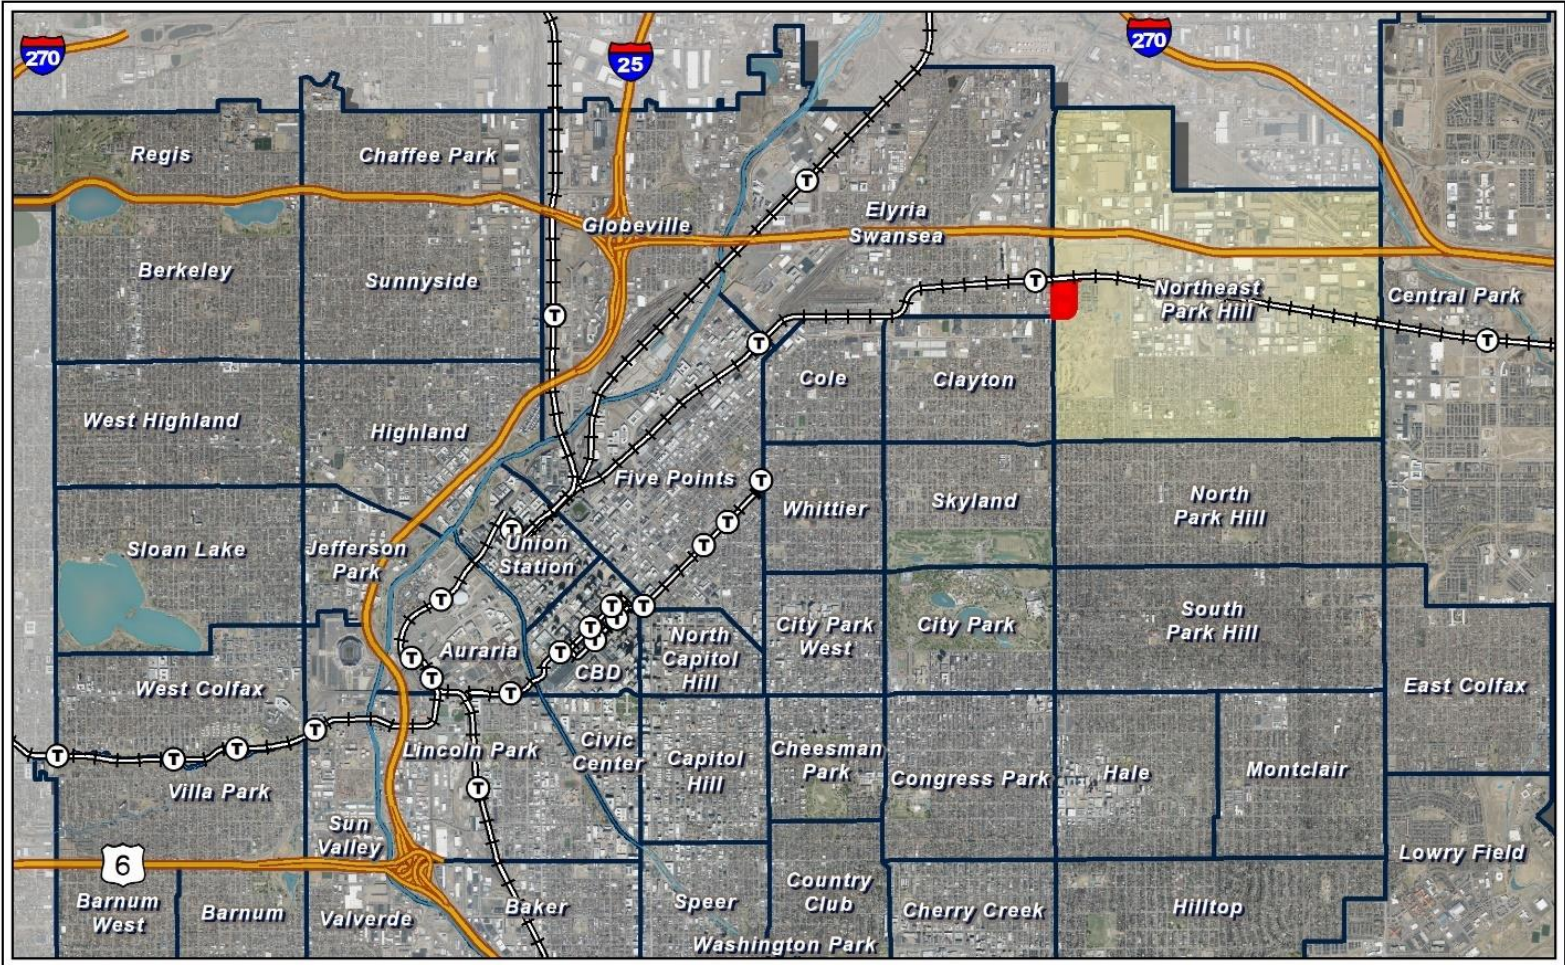 270
25
270
Regis
Chaffee Park
Elyria
Swansea
Globeville
Berkeley
Sunnyside
T
T
T
T
T
T
Northeast
Park Hill
Central Park
Cole
Clayton
West Highland
Highland
Five Points
T
Whittier
Skyland
North
Park Hill
Sloan Lake
Jefferson
Park
T
Union
Station
T
T
T
T
T
T
T
T
T
City Park
West
City Park
South
Park Hill
North
Capitol
Hill
Auraria
T
T
CBD
T
West Colfax
East Colfax
T
T
T
T
Lincoln Park
Civic
Center
Capitol
Hill
Cheesman
Park
Congress Park
Hale
Montclair
Villa Park
T
Sun
Valley
6
Lowry Field
Barnum
West
Barnum
Valverde
Baker
Speer
Country
Club
Cherry Creek
Hilltop
Washington Park